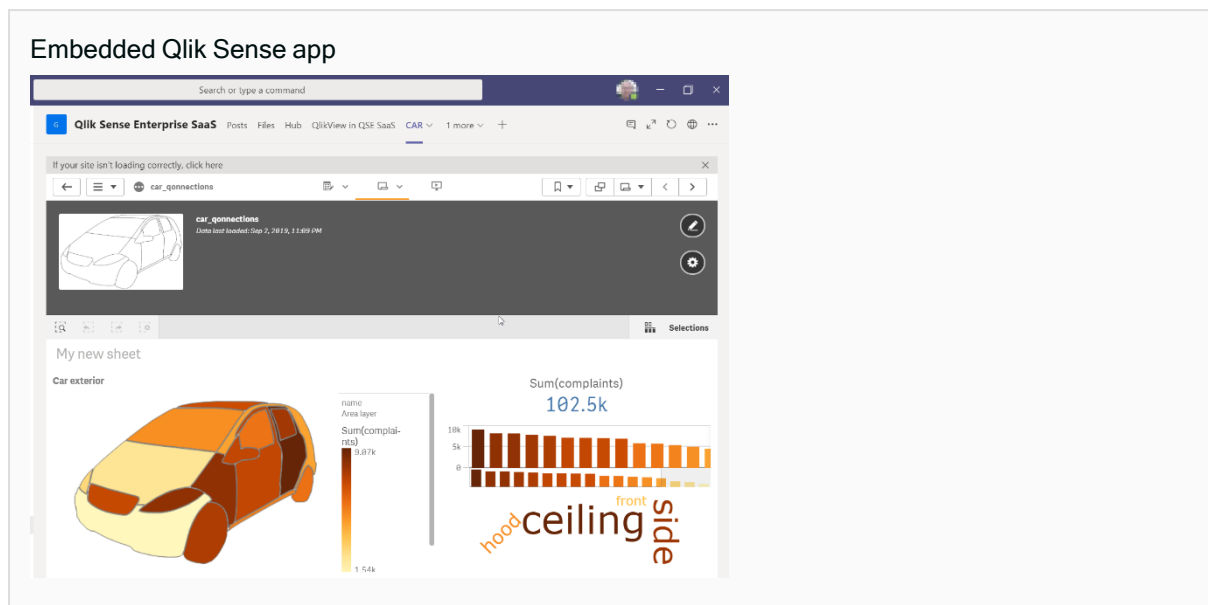 Embedded Qlik Sense app
Search or type a command
G Qlik Sense Enterprise SaaS Posts Files Hub QlikView in QSE SaaS CAR 1 more
If your site isn't loading correctly, click here
car_qonnections
car_qonnections
Data last loaded: Sep 2, 2019, 11:09 PM
Selections
My new sheet
Car exterior
name
Area layer
Sum(complai-
nts)
9.07k
1.54k
Sum(complaints)
102.5k
10k
5k
0
front
hood
ceiling
side